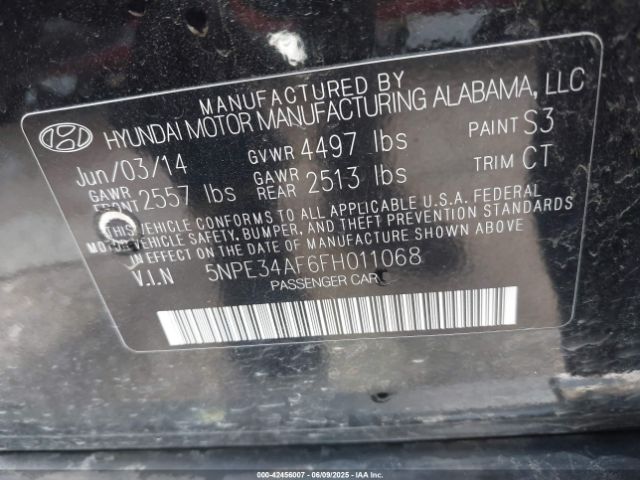 MANUFACTURED BY
HYUNDAI MOTOR MANUFACTURING ALABAMA, LLC
Jun/03/14 GVWR 4497 lbs PAINT S3
GAWR FRONT 2557 lbs GAWR REAR 2513 lbs TRIM CT
THIS VEHICLE CONFORMS TO ALL APPLICABLE U.S.A. FEDERAL
MOTOR VEHICLE SAFETY, BUMPER, AND THEFT PREVENTION STANDARDS
IN EFFECT ON THE DATE OF MANUFACTURE SHOWN ABOVE.
V.I.N 5NPE34AF6FH011068
PASSENGER CAR
000-42456007 - 06/09/2025 - IAAI.COM